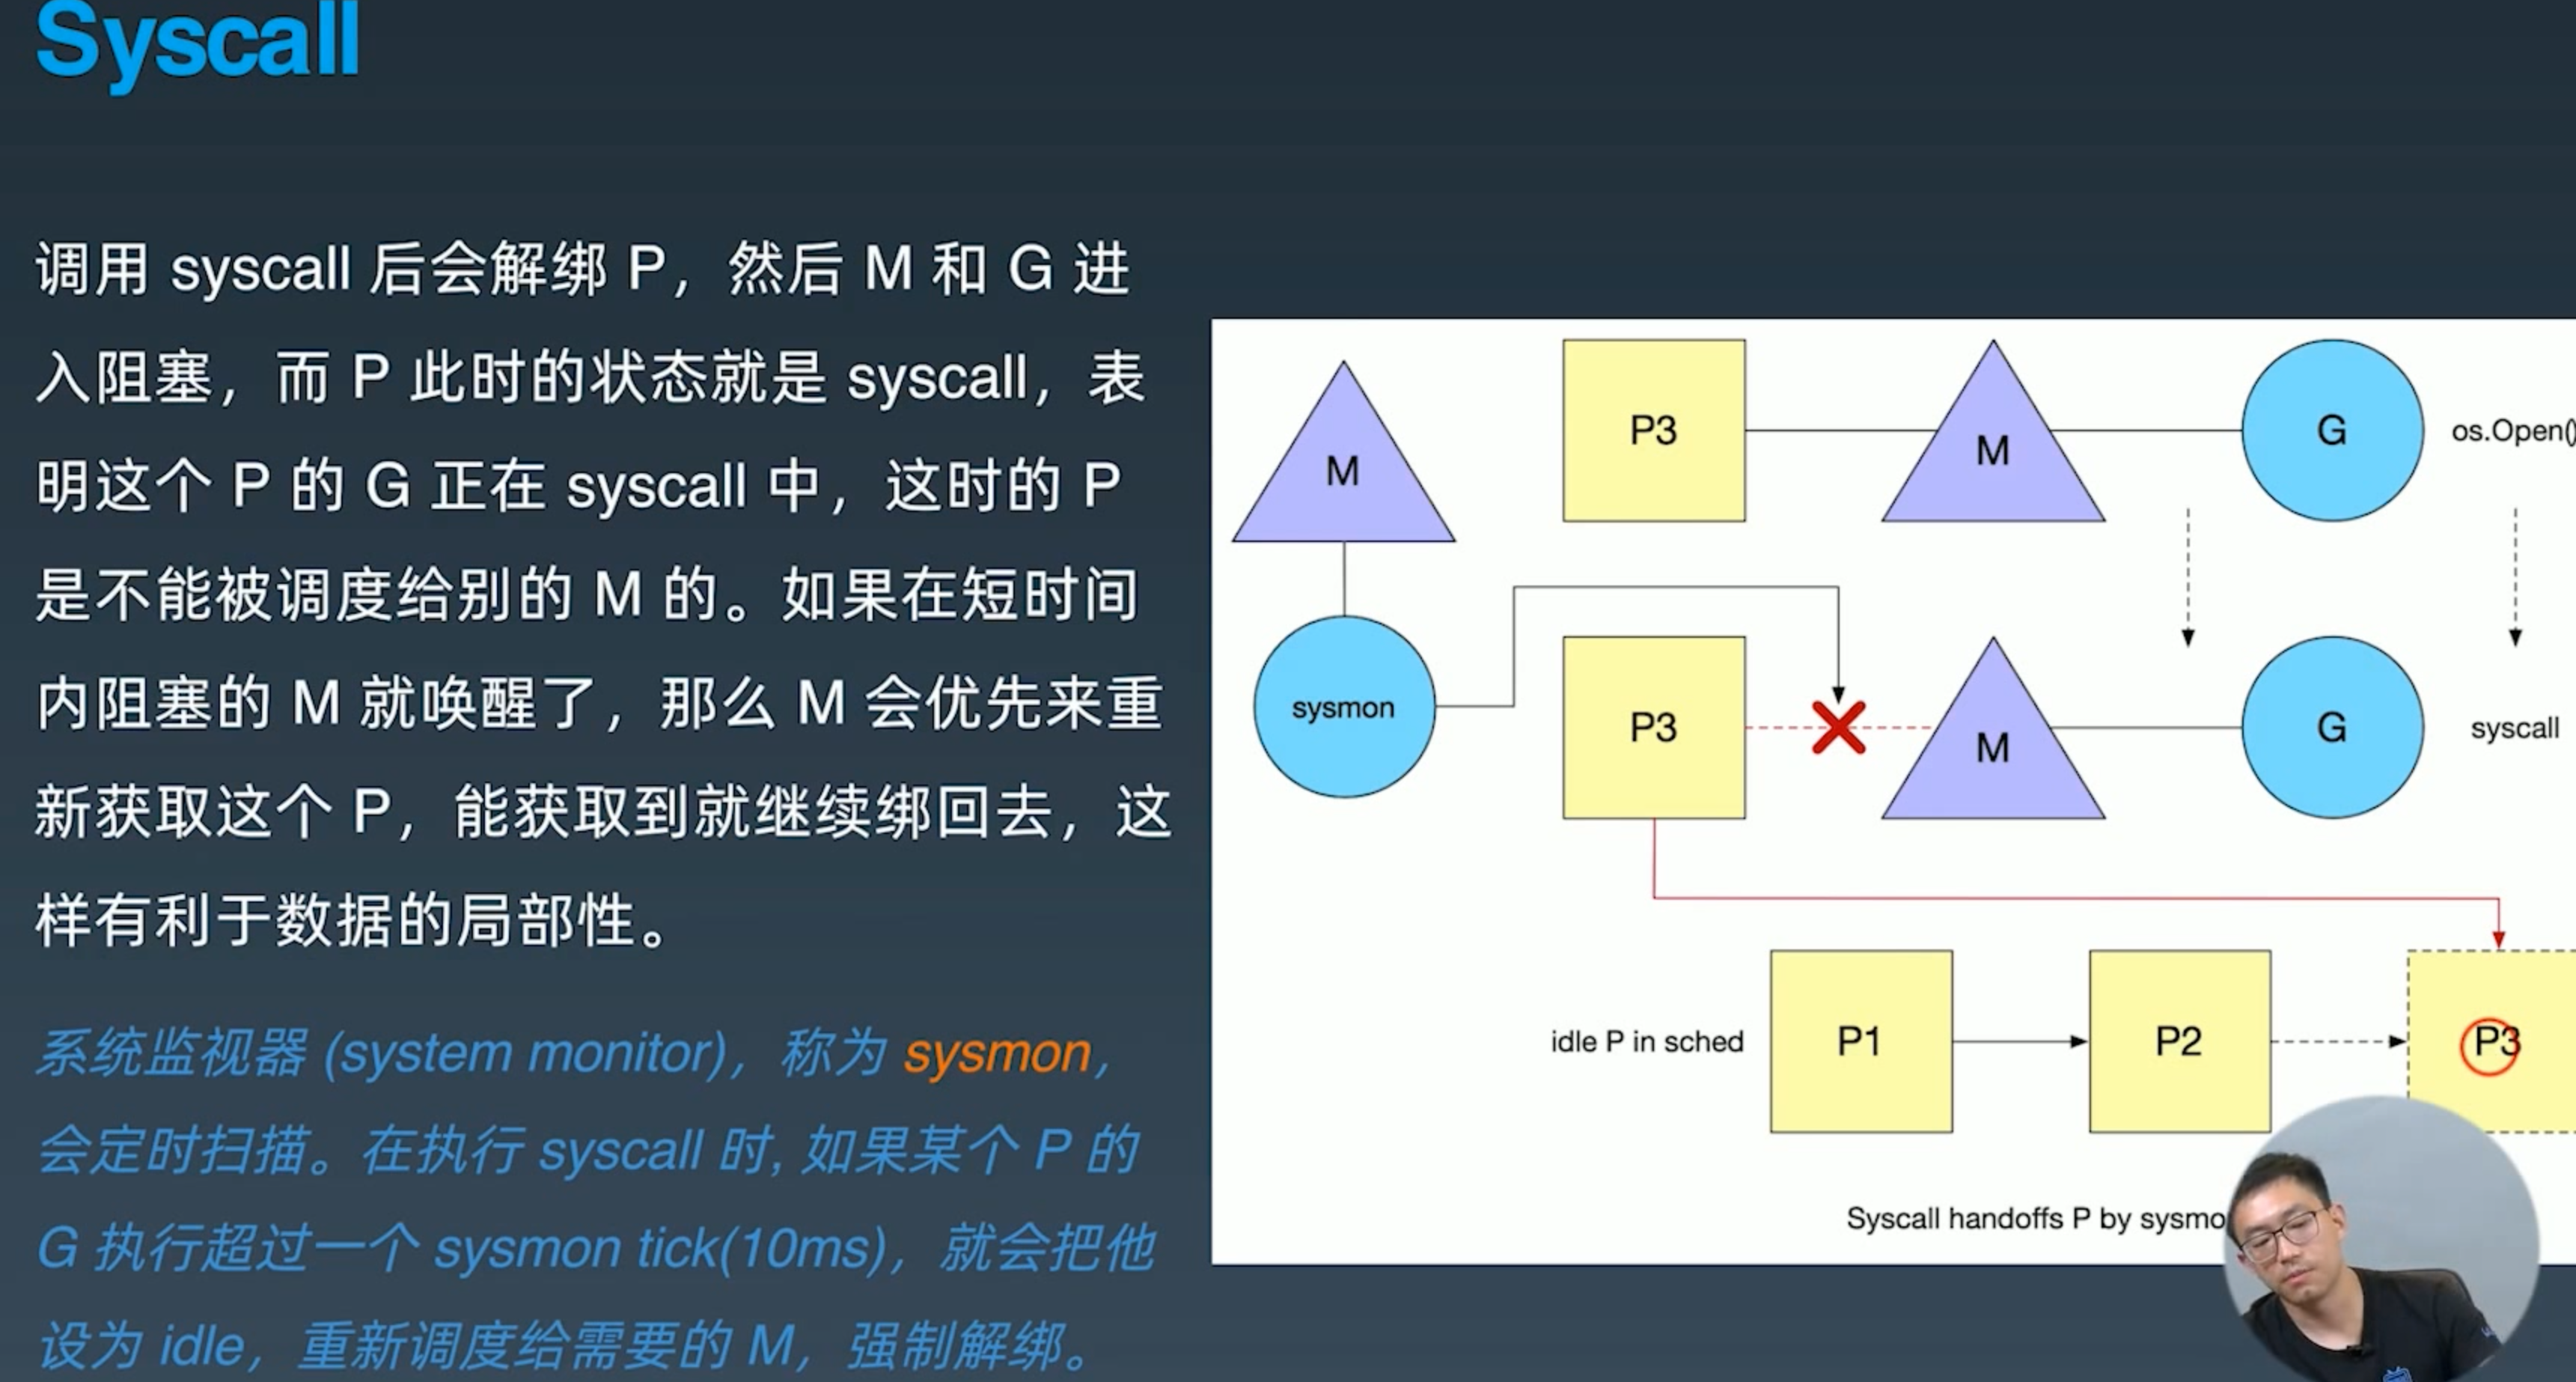 Syscall
调用 syscall 后会解绑 P，然后 M 和 G 进
入阻塞，而 P 此时的状态就是 syscall，表
明这个 P 的 G 正在 syscall 中，这时的 P
是不能被调度给别的 M 的。如果在短时间
内阻塞的 M 就唤醒了，那么 M 会优先来重
新获取这个 P，能获取到就继续绑回去，这
样有利于数据的局部性。
系统监视器 (system monitor)，称为 sysmon，
会定时扫描。在执行 syscall 时, 如果某个 P 的
G 执行超过一个 sysmon tick(10ms)，就会把他
设为 idle，重新调度给需要的 M，强制解绑。
M
P3
M
G
os.Open()
sysmon
P3
M
G
syscall
idle P in sched
P1
P2
P3
Syscall handoffs P by sysmo